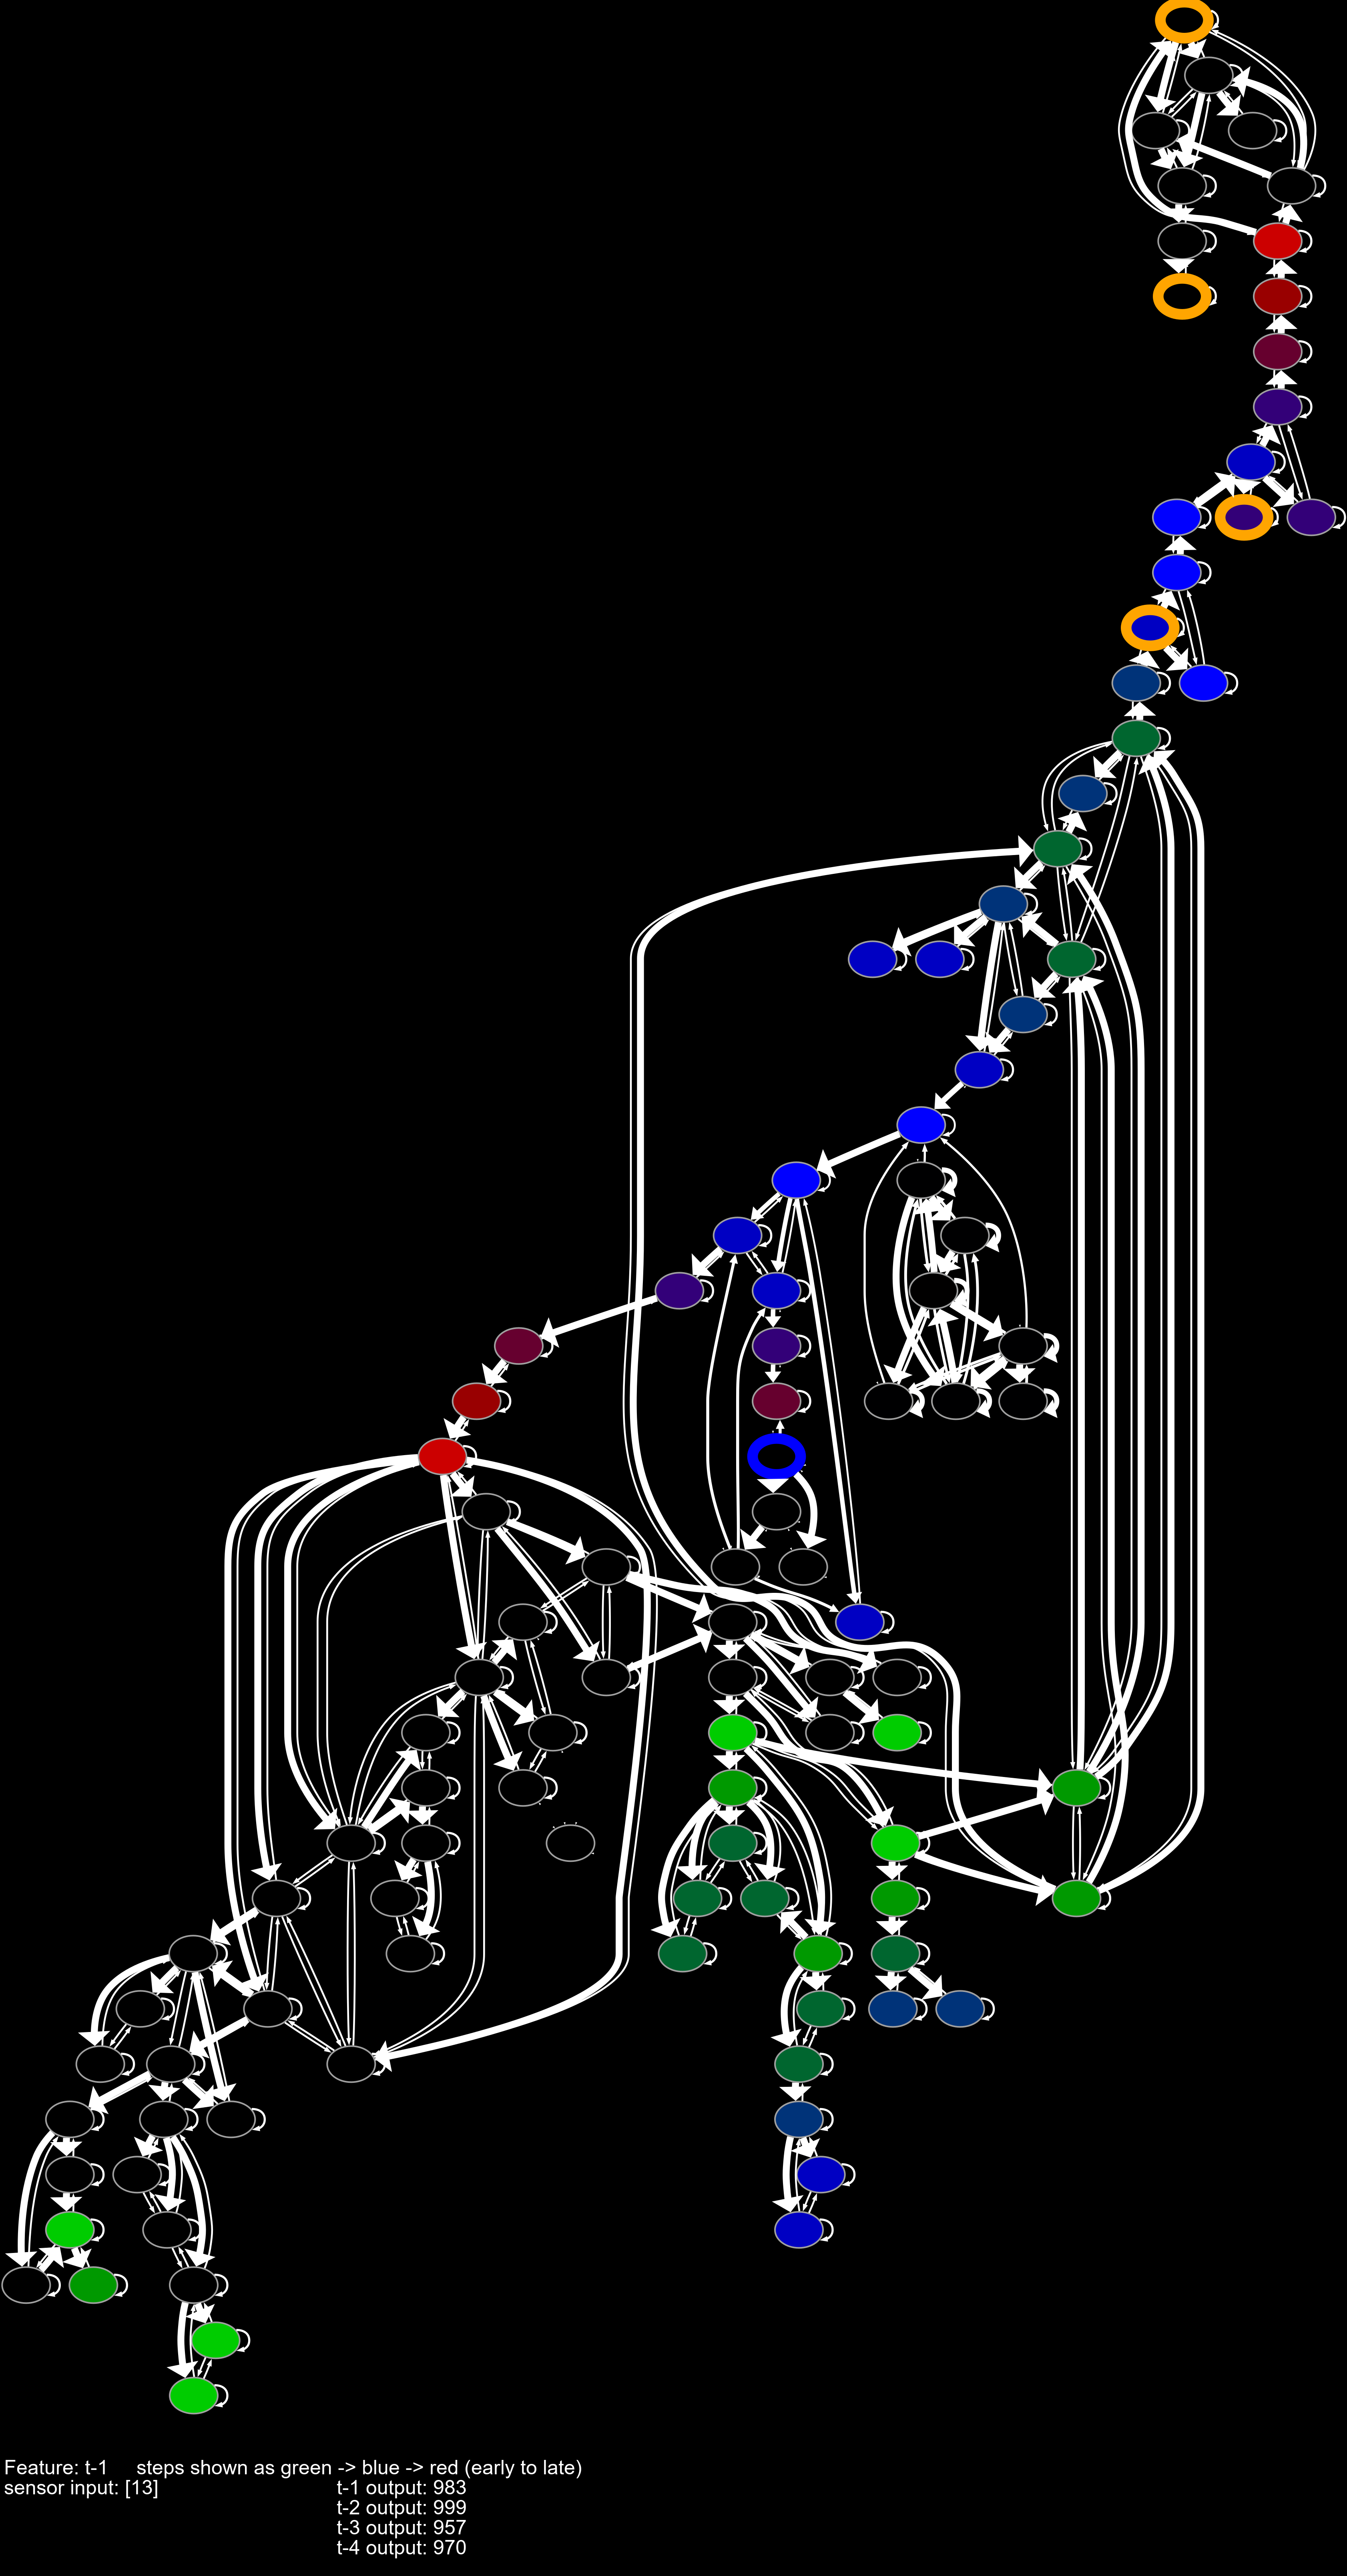 Feature: t-1 steps shown as green -> blue -> red (early to late)
sensor input: [13] t-1 output: 983
t-2 output: 999
t-3 output: 957
t-4 output: 970